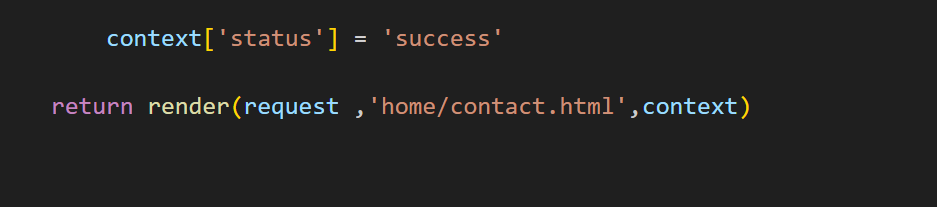 context['status'] = 'success'
return render(request ,'home/contact.html',context)